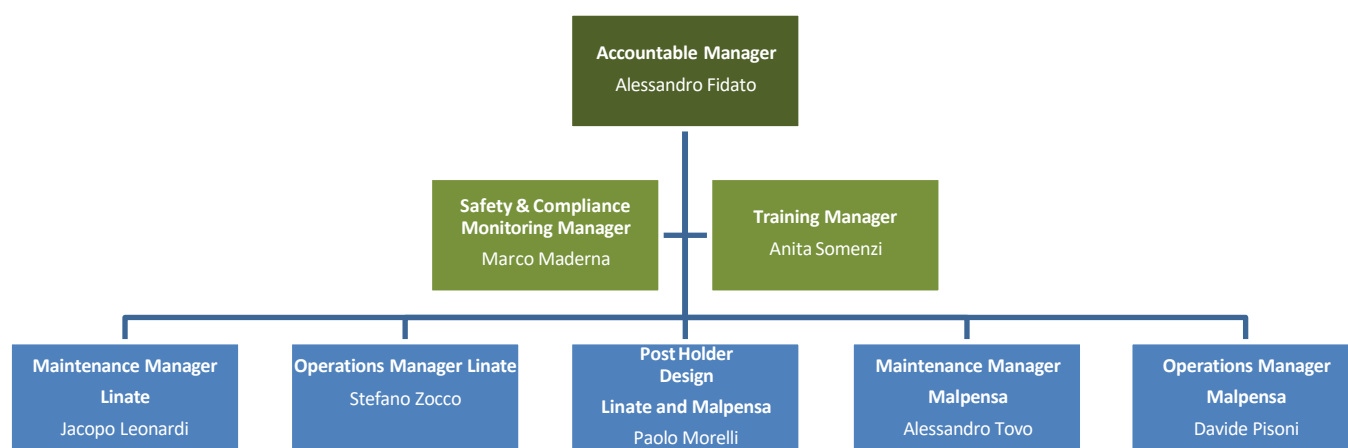 Accountable Manager
Alessandro Fidato
Safety & Compliance
Monitoring Manager
Marco Maderna
Training Manager
Anita Somenzi
Maintenance Manager
Linate
Jacopo Leonardi
Operations Manager Linate
Stefano Zocco
Post Holder
Design
Linate and Malpensa
Paolo Morelli
Maintenance Manager
Malpensa
Alessandro Tovo
Operations Manager
Malpensa
Davide Pisoni